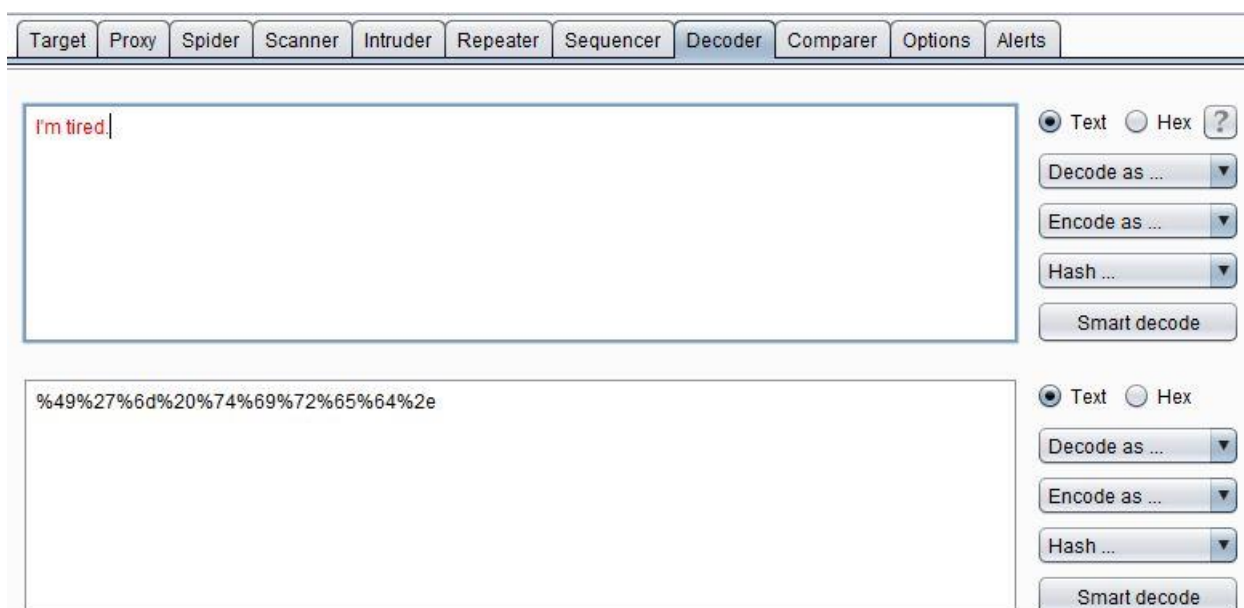 Target Proxy Spider Scanner Intruder Repeater Sequencer Decoder Comparer Options Alerts
I'm tired.
Text Hex ?
Decode as ...
Encode as ...
Hash ...
Smart decode
%49%27%6d%20%74%69%72%65%64%2e
Text Hex
Decode as ...
Encode as ...
Hash ...
Smart decode